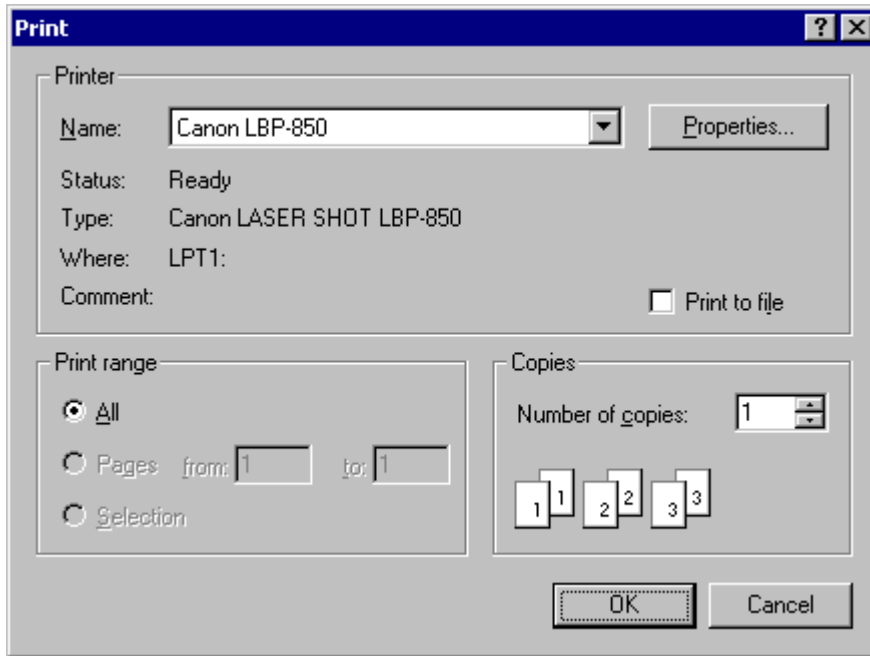 Print
Printer
Name: Canon LBP-850 Properties...
Status: Ready
Type: Canon LASER SHOT LBP-850
Where: LPT1:
Comment: Print to file
Print range
All
Pages from: 1 to: 1
Selection
Copies
Number of copies: 1
1 1 2 2 3 3
OK Cancel